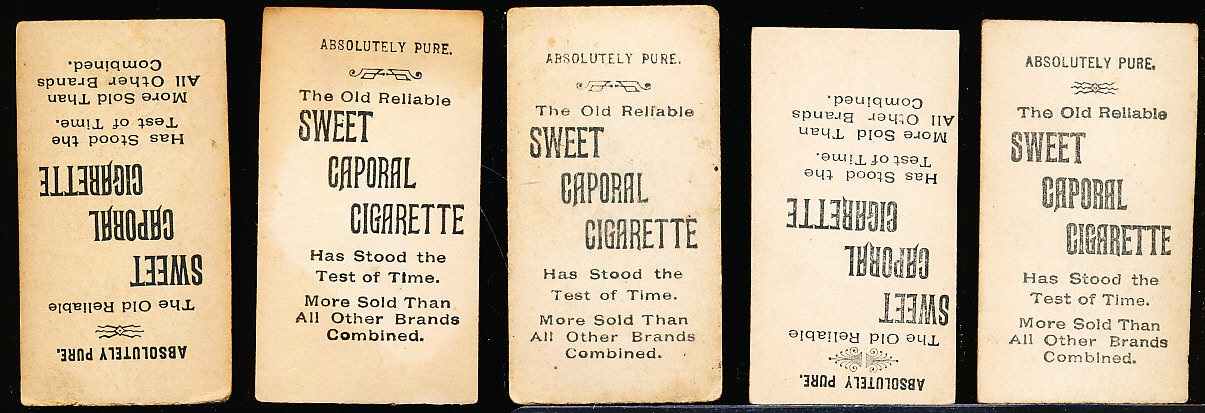 ABSOLUTELY PURE.
The Old Reliable
SWEET
CAPORAL
CIGARETTE
Has Stood the
Test of Time.
More Sold Than
All Other Brands
Combined.
ABSOLUTELY PURE.
The Old Reliable
SWEET
CAPORAL
CIGARETTE
Has Stood the
Test of Time.
More Sold Than
All Other Brands
Combined.
ABSOLUTELY PURE.
The Old Reliable
SWEET
CAPORAL
CIGARETTE
Has Stood the
Test of Time.
More Sold Than
All Other Brands
Combined.
ABSOLUTELY PURE.
The Old Reliable
SWEET
CAPORAL
CIGARETTE
Has Stood the
Test of Time.
More Sold Than
All Other Brands
Combined.
ABSOLUTELY PURE.
The Old Reliable
SWEET
CAPORAL
CIGARETTE
Has Stood the
Test of Time.
More Sold Than
All Other Brands
Combined.